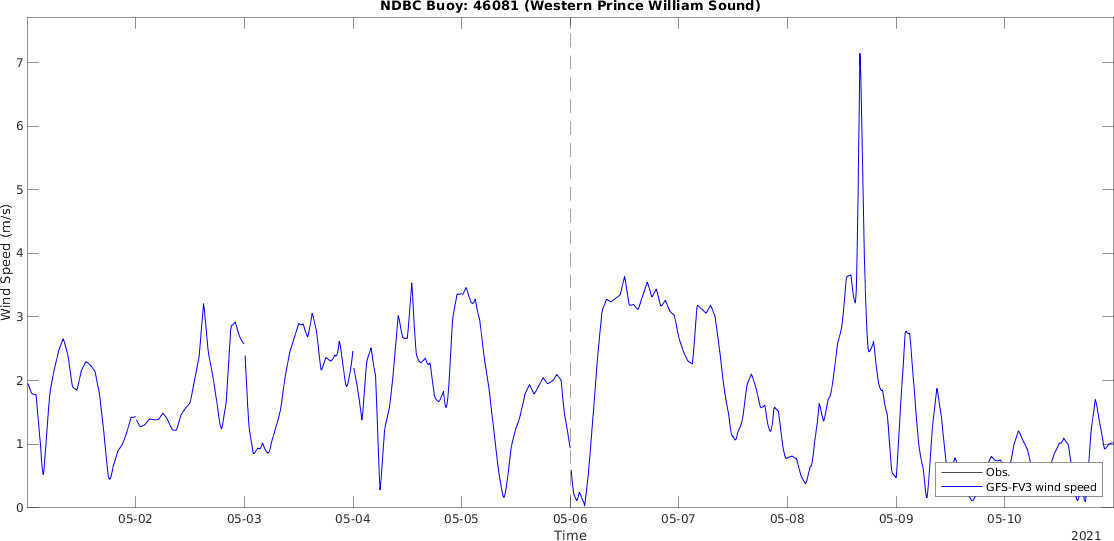 NDBC Buoy: 46081 (Western Prince William Sound)
Wind Speed (m/s)
7
6
5
4
3
2
1
0
Obs.
GFS-FV3 wind speed
05-02 05-03 05-04 05-05 05-06 05-07 05-08 05-09 05-10
Time
2021